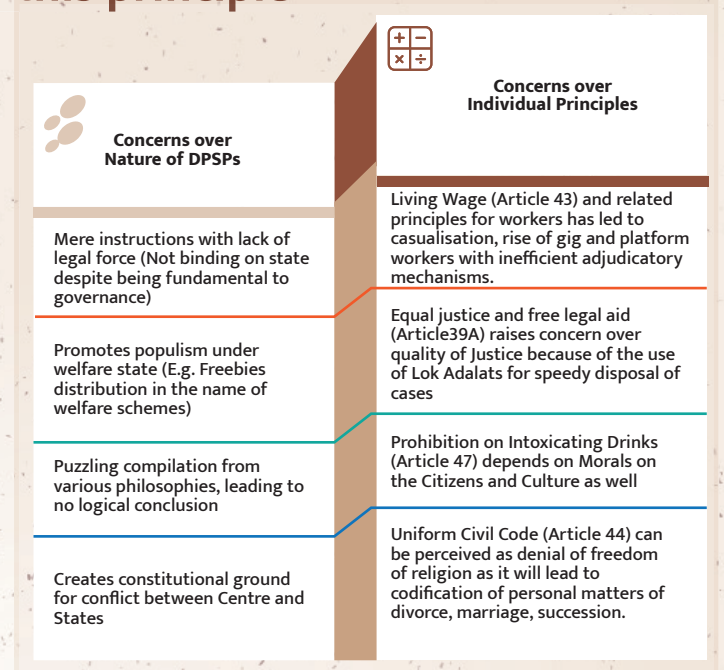 Concerns over
Nature of DPSPs
Mere instructions with lack of
legal force (Not binding on state
despite being fundamental to
governance)
Promotes populism under
welfare state (E.g. Freebies
distribution in the name of
welfare schemes)
Puzzling compilation from
various philosophies, leading to
no logical conclusion
Creates constitutional ground
for conflict between Centre and
States
Concerns over
Individual Principles
Living Wage (Article 43) and related
principles for workers has led to
casualisation, rise of gig and platform
workers with inefficient adjudicatory
mechanisms.
Equal justice and free legal aid
(Article39A) raises concern over
quality of Justice because of the use
of Lok Adalats for speedy disposal of
cases
Prohibition on Intoxicating Drinks
(Article 47) depends on Morals on
the Citizens and Culture as well
Uniform Civil Code (Article 44) can
be perceived as denial of freedom
of religion as it will lead to
codification of personal matters of
divorce, marriage, succession.